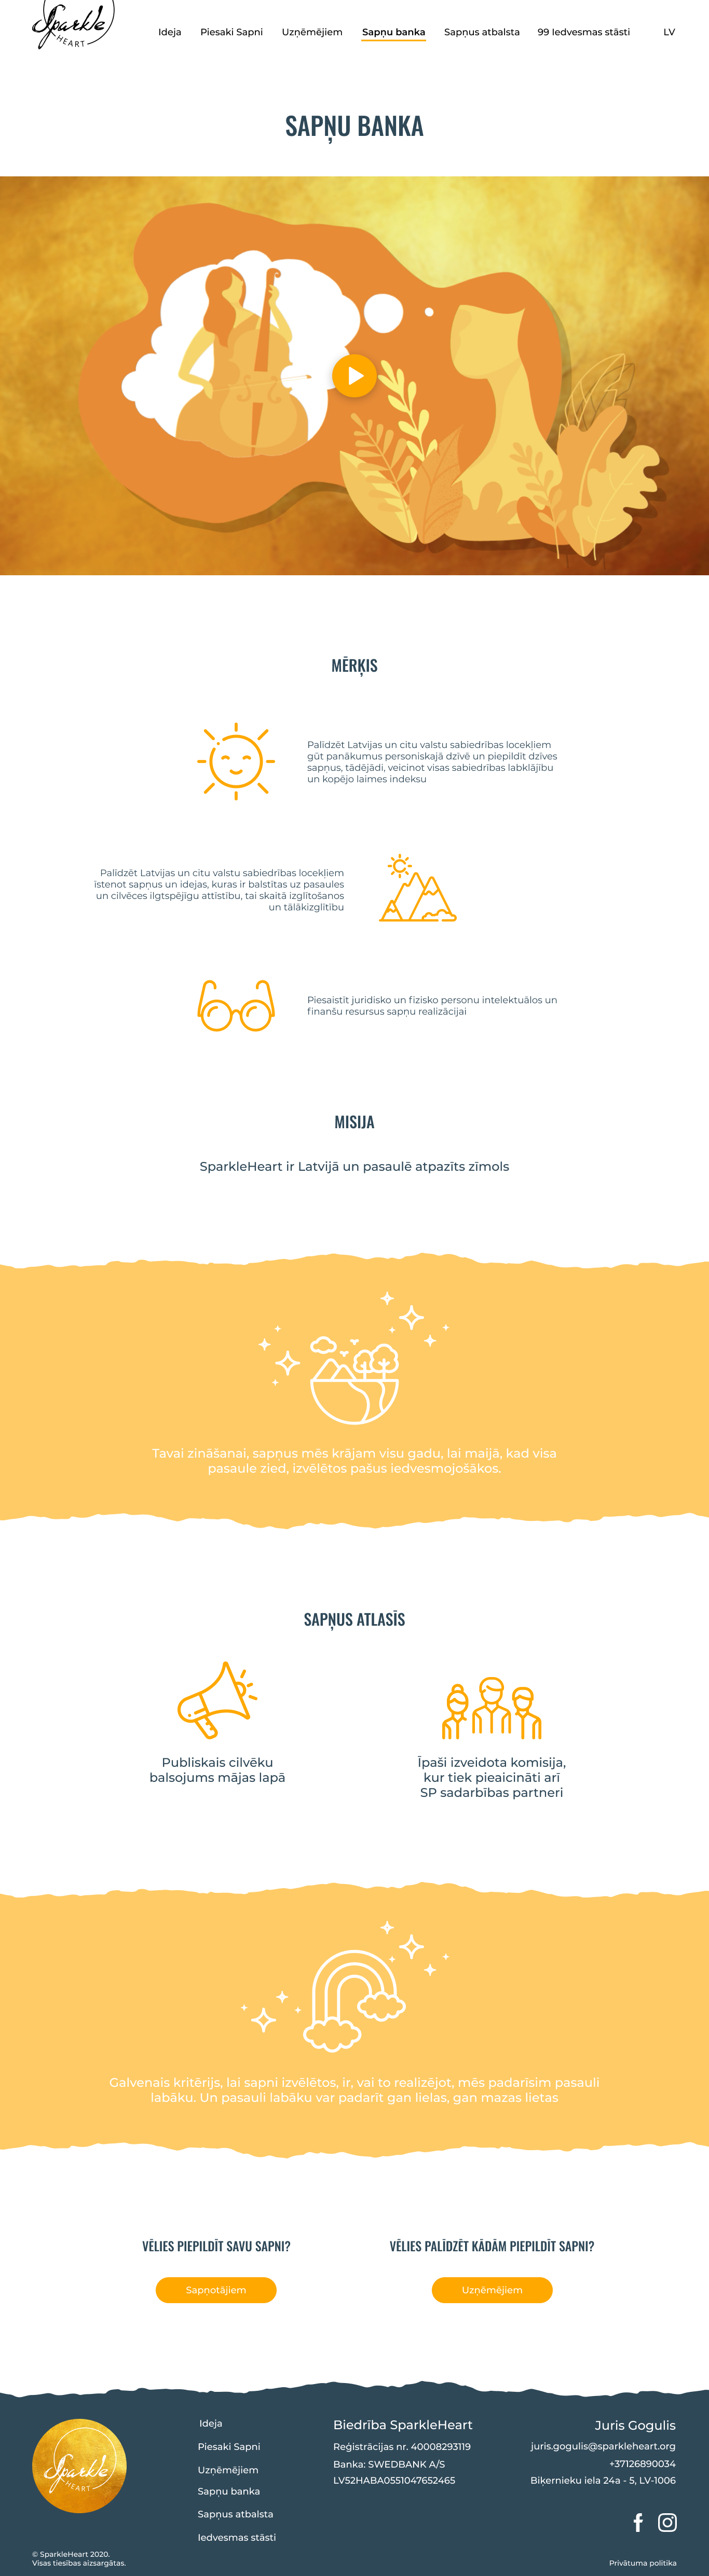 Sparkle
HEART
Ideja
Piesaki Sapni
Uzņēmējiem
Sapņu banka
Sapņus atbalsta
99 Iedvesmas stāsti
LV
SAPŅU BANKA
MĒRĶIS
Palīdzēt Latvijas un citu valstu sabiedrības locekļiem
gūt panākumus personiskajā dzīvē un piepildīt dzīves
sapņus, tādējādi, veicinot visas sabiedrības labklājību
un kopējo laimes indeksu
Palīdzēt Latvijas un citu valstu sabiedrības locekļiem
īstenot sapņus un idejas, kuras ir balstītas uz pasaules
un cilvēces ilgtspējīgu attīstību, tai skaitā izglītošanos
un tālākizglītību
Piesaistīt juridisko un fizisko personu intelektuālos un
finanšu resursus sapņu realizācijai
MISIJA
SparkleHeart ir Latvijā un pasaulē atpazīts zīmols
Tavai zināšanai, sapņus mēs krājam visu gadu, lai maijā, kad visa
pasaule zied, izvēlētos pašus iedvesmojošākos.
SAPŅUS ATLASĪS
Publiskais cilvēku
balsojums mājas lapā
Īpaši izveidota komisija,
kur tiek pieaicināti arī
SP sadarbības partneri
Galvenais kritērijs, lai sapni izvēlētos, ir, vai to realizējot, mēs padarīsim pasauli
labāku. Un pasauli labāku var padarīt gan lielas, gan mazas lietas
VĒLIES PIEPILDĪT SAVU SAPNI?
Sapņotājiem
VĒLIES PALĪDZĒT KĀDĀM PIEPILDĪT SAPNI?
Uzņēmējiem
Sparkle
HEART
Ideja
Piesaki Sapni
Uzņēmējiem
Sapņu banka
Sapņus atbalsta
Iedvesmas stāsti
Biedrība SparkleHeart
Reģistrācijas nr. 40008293119
Banka: SWEDBANK A/S
LV52HABA0551047652465
Juris Gogulis
juris.gogulis@sparkleheart.org
+37126890034
Biķernieku iela 24a - 5, LV-1006
© SparkleHeart 2020.
Visas tiesības aizsargātas.
Privātuma politika